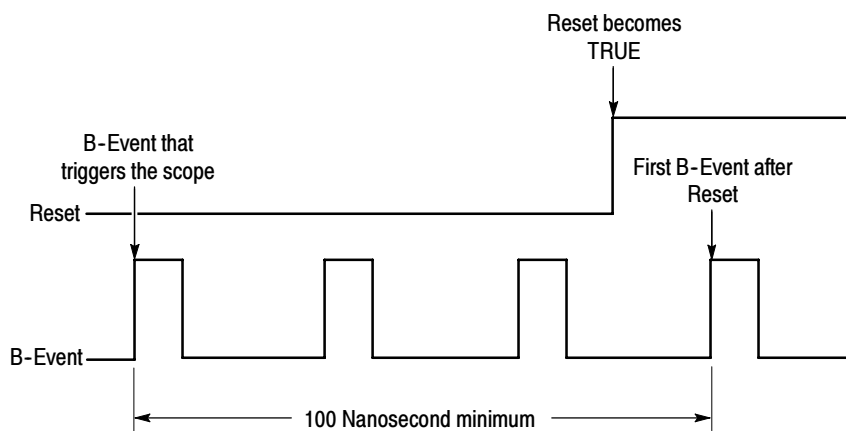 Reset becomes
TRUE
B-Event that
triggers the scope
First B-Event after
Reset
Reset
B-Event
100 Nanosecond minimum